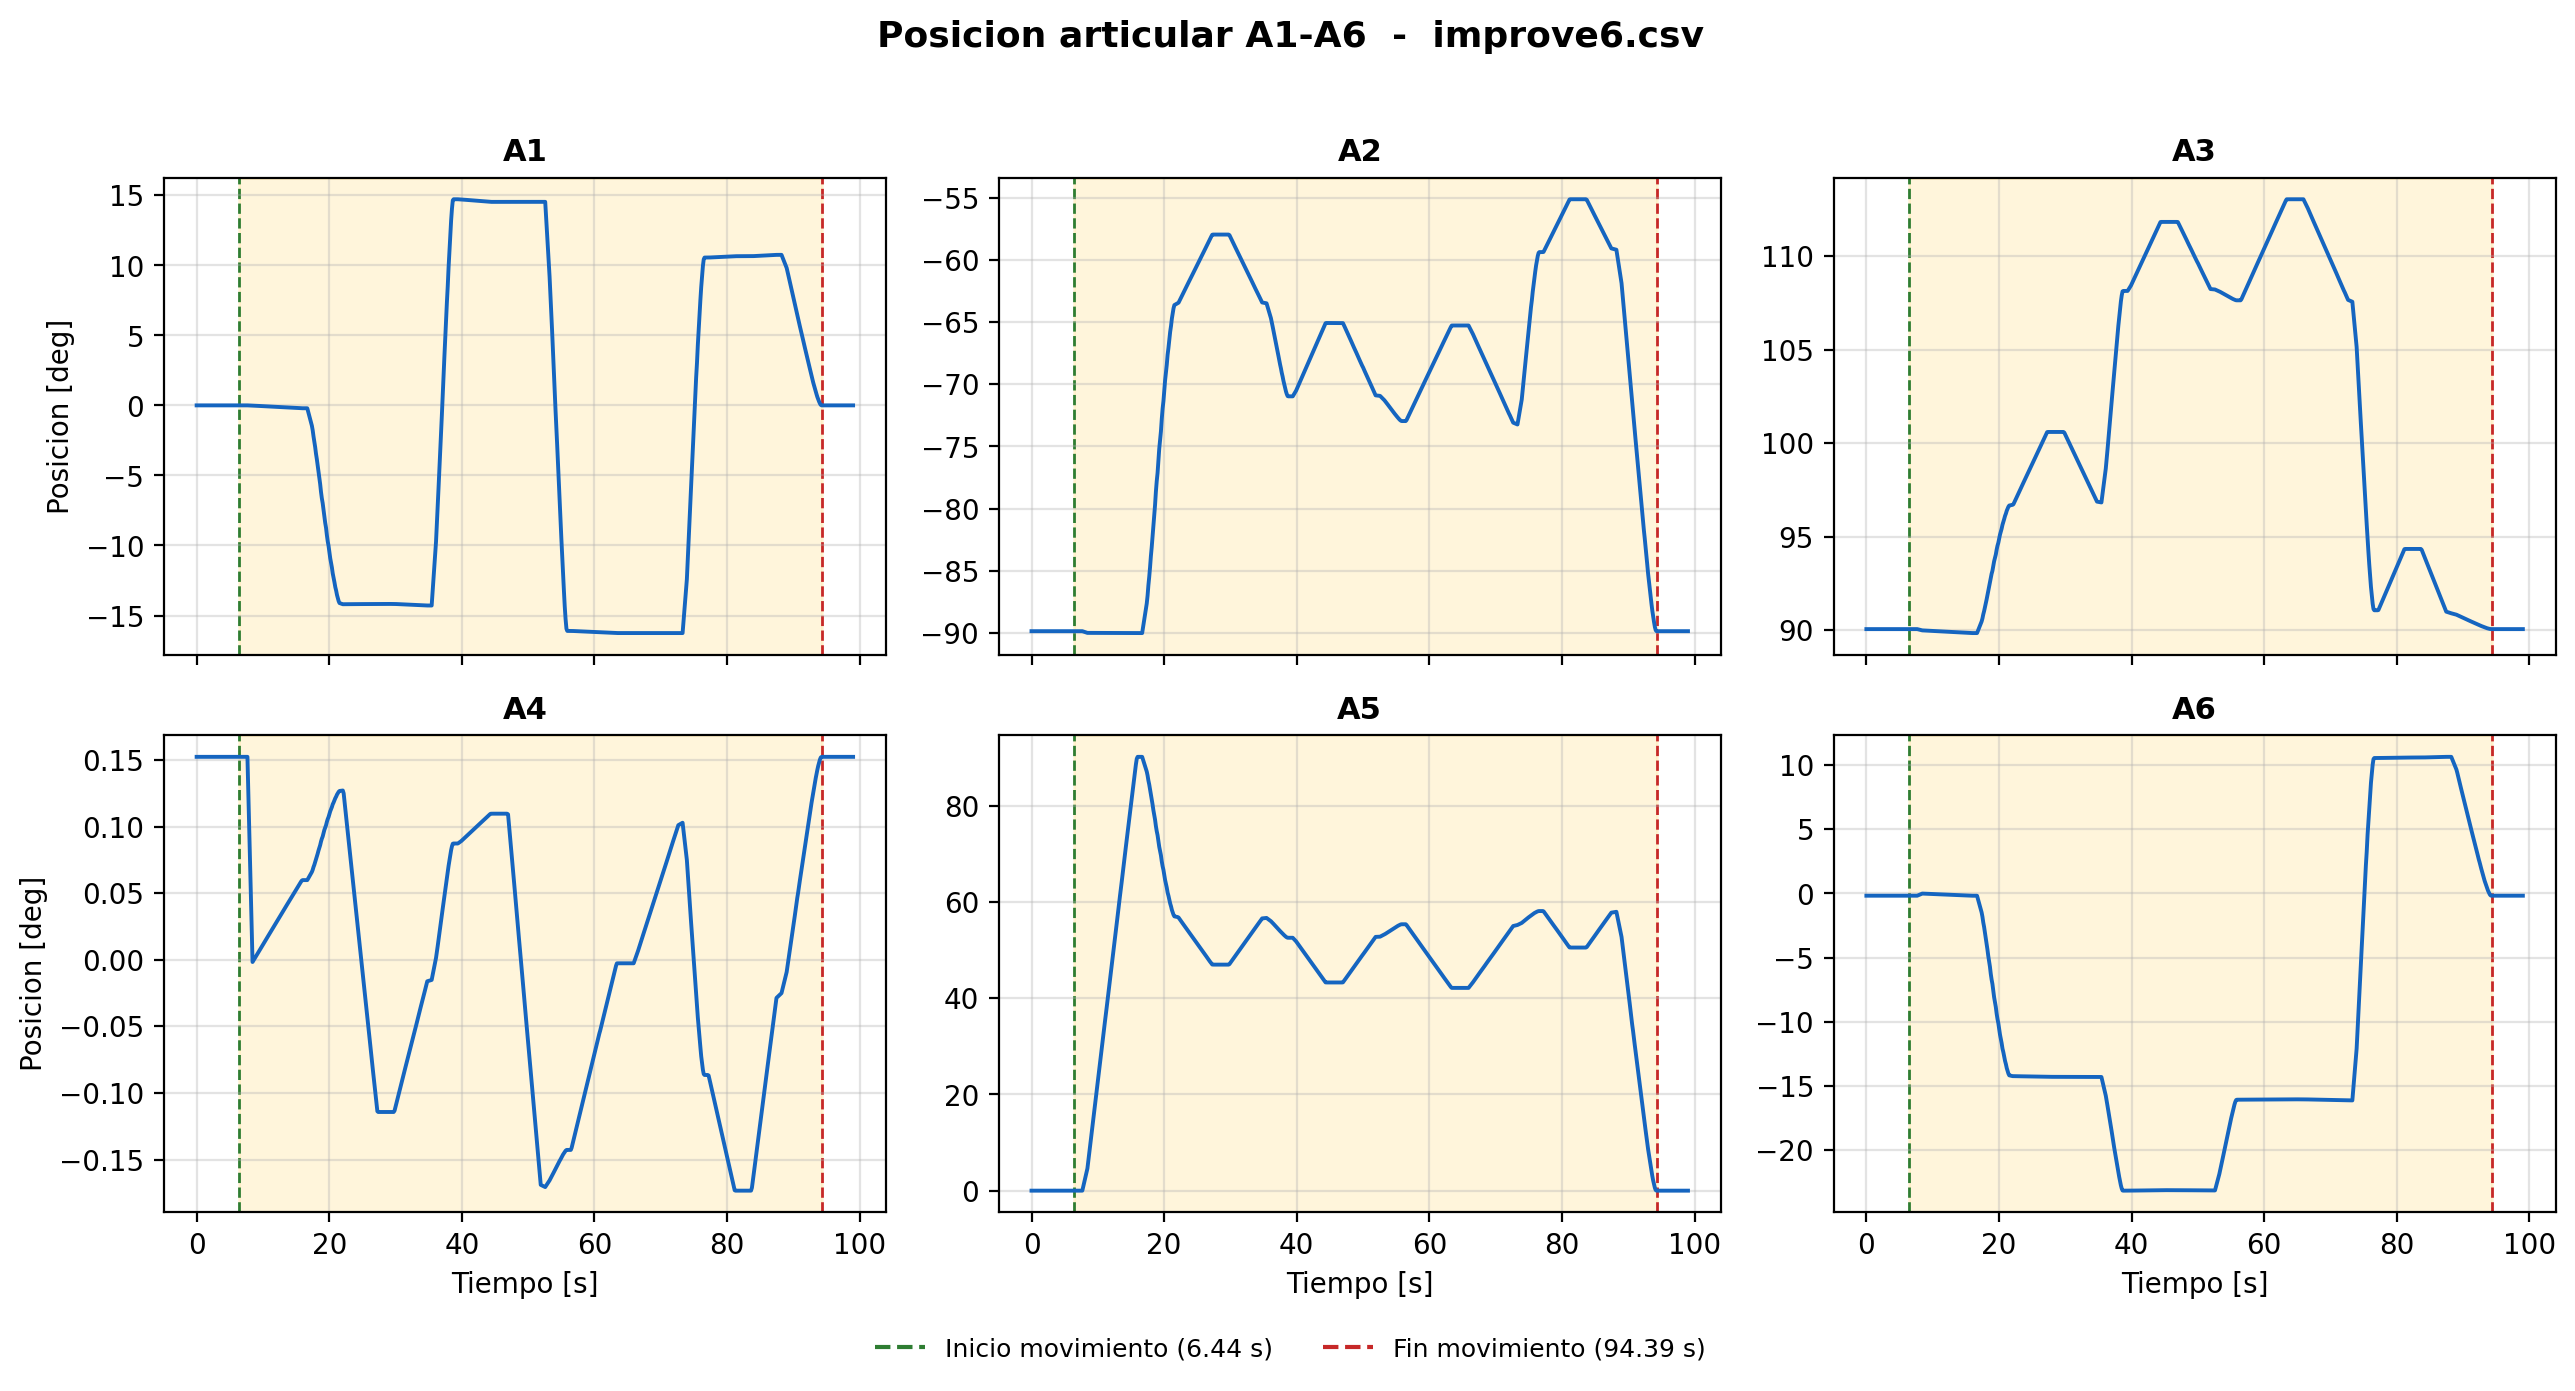 Posicion articular A1-A6  -  improve6.csv
A1
A2
A3
Posicion [deg]
15
10
5
0
−5
−10
−15
−55
−60
−65
−70
−75
−80
−85
−90
110
105
100
95
90
A4
A5
A6
Posicion [deg]
0.15
0.10
0.05
0.00
−0.05
−0.10
−0.15
80
60
40
20
0
10
5
0
−5
−10
−15
−20
0 20 40 60 80 100
0 20 40 60 80 100
0 20 40 60 80 100
Tiempo [s]
Tiempo [s]
Tiempo [s]
Inicio movimiento (6.44 s)
Fin movimiento (94.39 s)